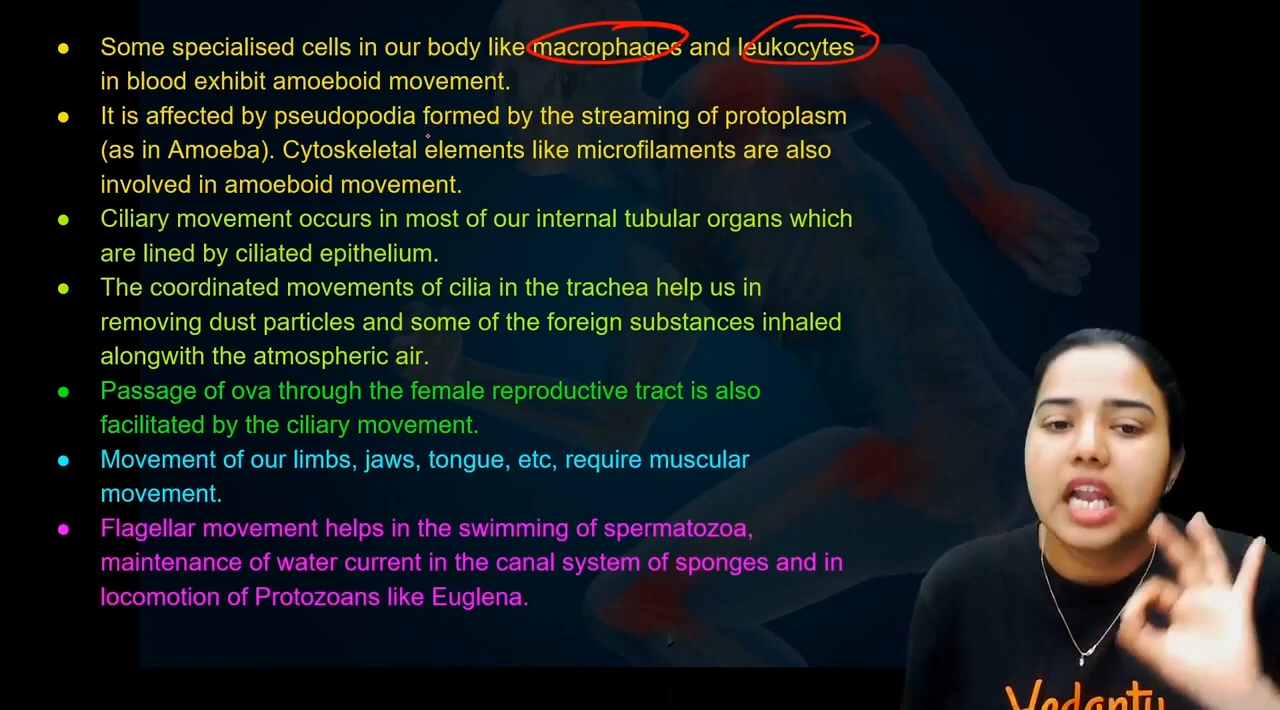 ● Some specialised cells in our body like macrophages and leukocytes
in blood exhibit amoeboid movement.
● It is affected by pseudopodia formed by the streaming of protoplasm
(as in Amoeba). Cytoskeletal elements like microfilaments are also
involved in amoeboid movement.
● Ciliary movement occurs in most of our internal tubular organs which
are lined by ciliated epithelium.
● The coordinated movements of cilia in the trachea help us in
removing dust particles and some of the foreign substances inhaled
alongwith the atmospheric air.
● Passage of ova through the female reproductive tract is also
facilitated by the ciliary movement.
● Movement of our limbs, jaws, tongue, etc, require muscular
movement.
● Flagellar movement helps in the swimming of spermatozoa,
maintenance of water current in the canal system of sponges and in
locomotion of Protozoans like Euglena.
Vedantu